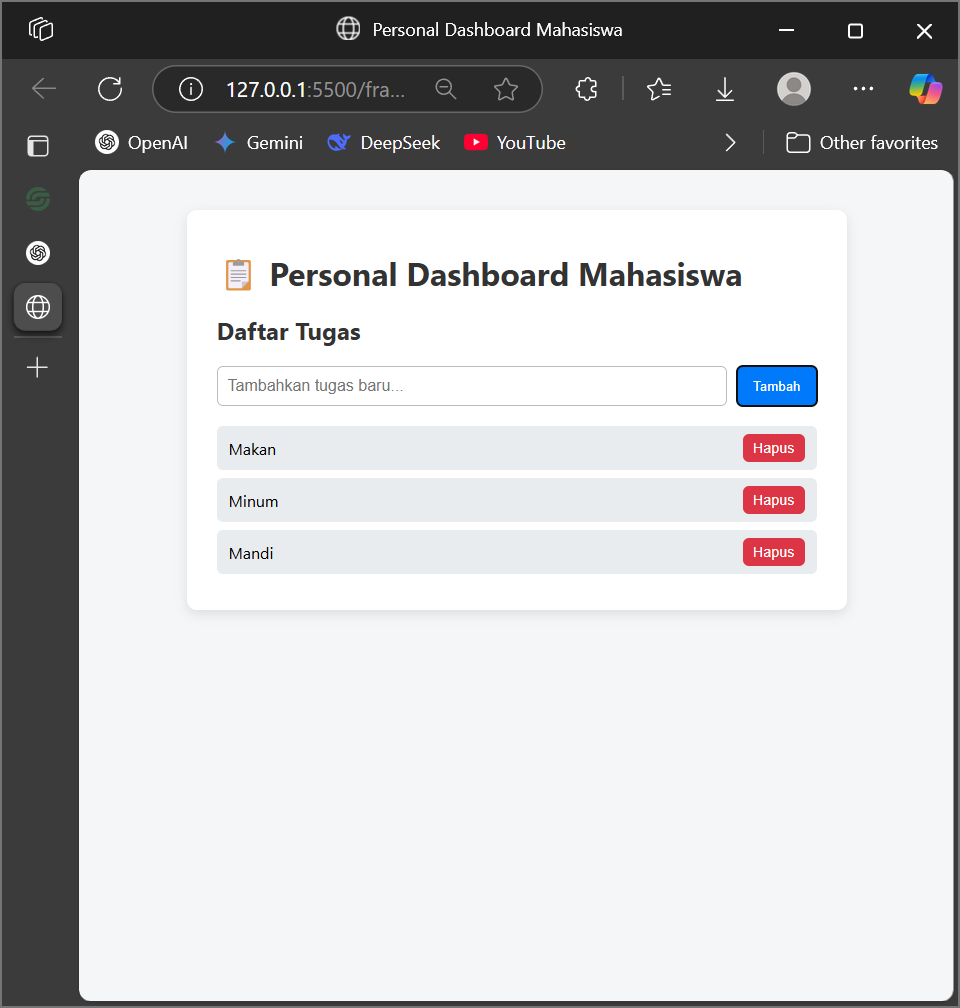 Personal Dashboard Mahasiswa
127.0.0.1:5500/fra...
OpenAI Gemini DeepSeek YouTube Other favorites
📋 Personal Dashboard Mahasiswa
Daftar Tugas
Tambahkan tugas baru... Tambah
Makan Hapus
Minum Hapus
Mandi Hapus